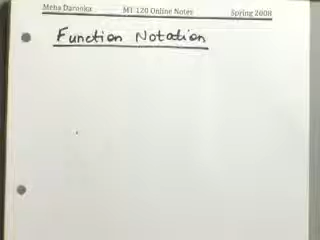 Meha Daronka MT 120 Online Notes Spring 2008
Function Notation